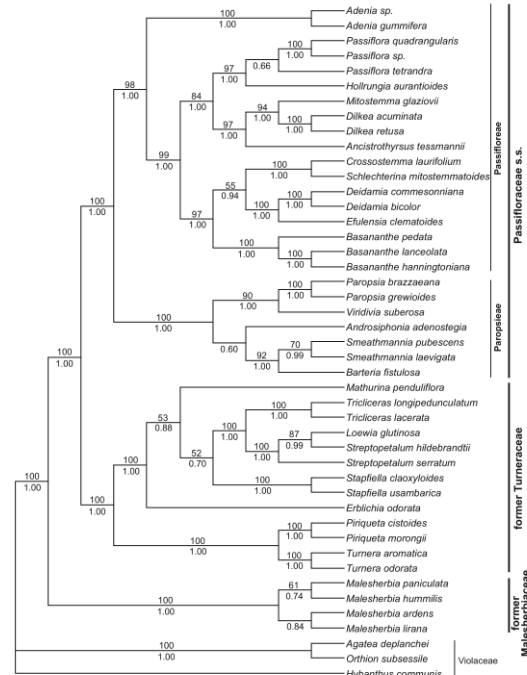 Adenia sp.
Adenia gummifera
Passiflora quadrangularis
Passiflora sp.
Passiflora tetrandra
Hollrungia aurantioides
Mitostemma glaziovii
Dilkea acuminata
Dilkea retusa
Ancistrothyrsus tessmannii
Crossostema laurifolium
Schlechterina mitostemmatoides
Deidamia commesonniana
Deidamia bicolor
Efulensia clematoides
Basananthe pedata
Basananthe lanceolata
Basananthe hanningtoniana
Paropsia brazzaeana
Paropsia grewioides
Viridivia suberosa
Androsiphonia adenostegia
Smeathmannia pubescens
Smeathmannia laevigata
Barteria fistulosa
Mathurina penduliflora
Tricliceras longipedunculatum
Tricliceras lacerata
Loewia glutinosa
Streptopetalum hildebrandtii
Streptopetalum serratum
Stapfiella claoxyloides
Stapfiella usambarica
Erblichia odorata
Piriqueta cistoides
Piriqueta morongii
Turnera aromatica
Turnera odorata
Malesherbia paniculata
Malesherbia hummilis
Malesherbia ardens
Malesherbia lirana
Agatea deplanchei
Orthion subsessile
Hybanthus communis
Passifloreae
Paropsieae
Passifloraceae s.s.
former Turneraceae
former
Malesherbiaceae
Violaceae
100
1.00
98
1.00
100
1.00
0.66
97
1.00
84
1.00
94
1.00
100
1.00
97
1.00
99
1.00
100
1.00
55
0.94
100
1.00
100
1.00
97
1.00
100
1.00
100
1.00
100
1.00
100
1.00
90
1.00
100
1.00
0.60
70
0.99
92
1.00
100
1.00
53
0.88
100
1.00
100
1.00
87
0.99
100
1.00
52
0.70
100
1.00
100
1.00
100
1.00
100
1.00
100
1.00
100
1.00
61
0.74
100
1.00
0.84
100
1.00
100
1.00